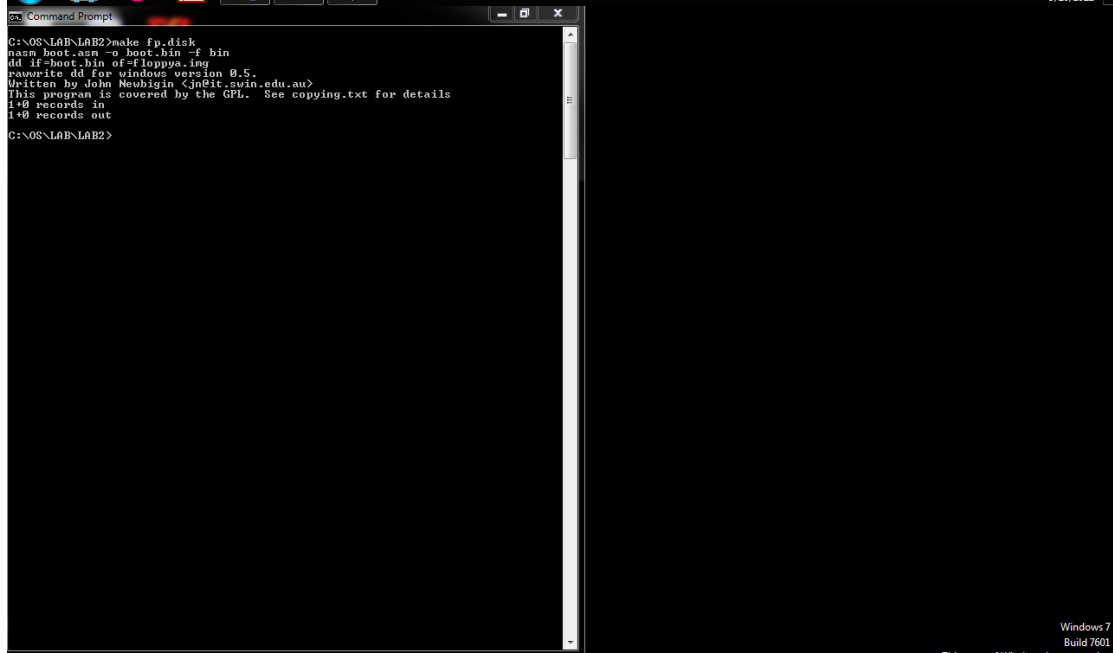 Command Prompt
C:\OS\LAB\LAB2>make fp.disk
nasm boot.asm -o boot.bin -f bin
dd if=boot.bin of=floppya.img
rawwrite dd for windows version 0.5.
Written by John Newbigin <jn@it.swin.edu.au>
This program is covered by the GPL.  See copying.txt for details
1+0 records in
1+0 records out
C:\OS\LAB\LAB2>
Windows 7
Build 7601